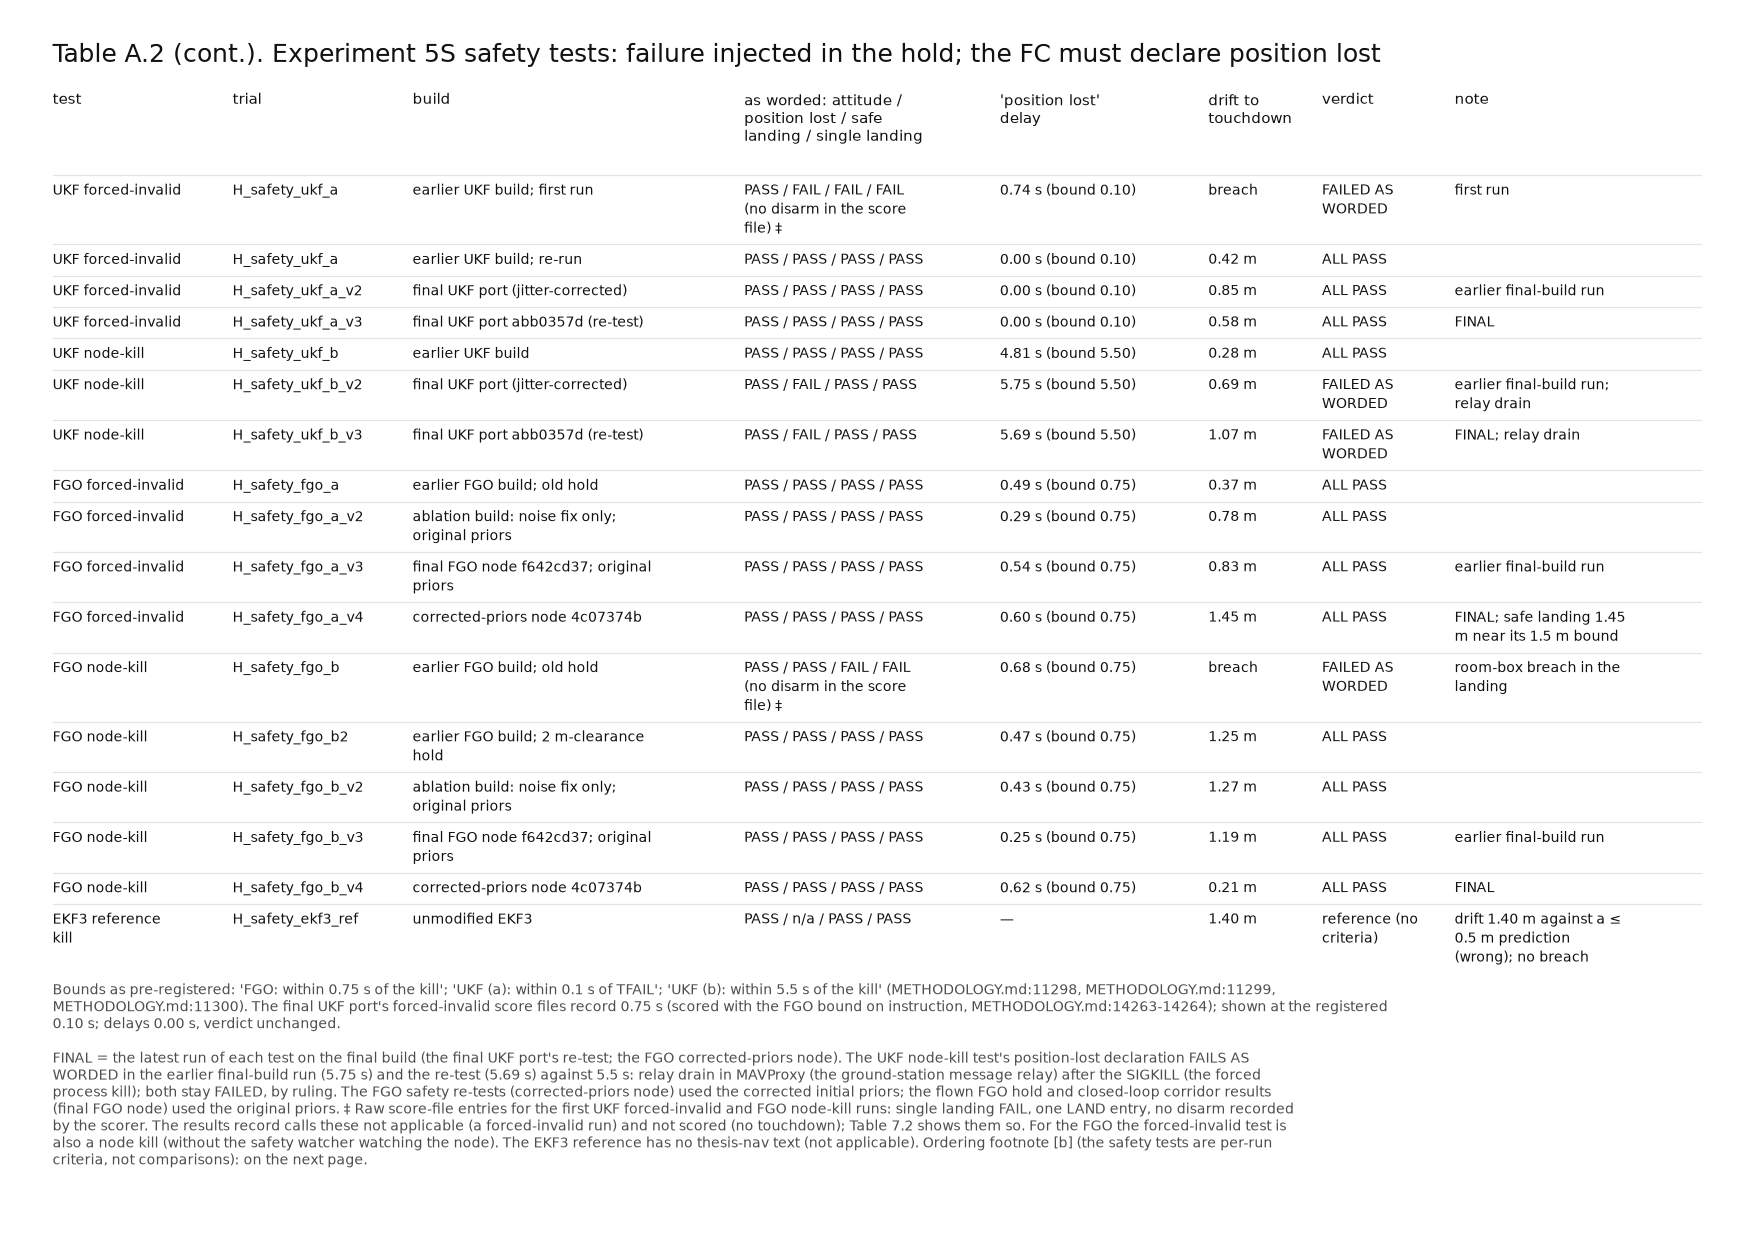 Table A.2 (cont.). Experiment 5S safety tests: failure injected in the hold; the FC must declare position lost
test trial build as worded: attitude / position lost / safe landing / single landing 'position lost' delay drift to touchdown verdict note
UKF forced-invalid H_safety_ukf_a earlier UKF build; first run PASS / FAIL / FAIL / FAIL (no disarm in the score file) ‡ 0.74 s (bound 0.10) breach FAILED AS WORDED first run
UKF forced-invalid H_safety_ukf_a earlier UKF build; re-run PASS / PASS / PASS / PASS 0.00 s (bound 0.10) 0.42 m ALL PASS
UKF forced-invalid H_safety_ukf_a_v2 final UKF port (jitter-corrected) PASS / PASS / PASS / PASS 0.00 s (bound 0.10) 0.85 m ALL PASS earlier final-build run
UKF forced-invalid H_safety_ukf_a_v3 final UKF port abb0357d (re-test) PASS / PASS / PASS / PASS 0.00 s (bound 0.10) 0.58 m ALL PASS FINAL
UKF node-kill H_safety_ukf_b earlier UKF build PASS / PASS / PASS / PASS 4.81 s (bound 5.50) 0.28 m ALL PASS
UKF node-kill H_safety_ukf_b_v2 final UKF port (jitter-corrected) PASS / FAIL / PASS / PASS 5.75 s (bound 5.50) 0.69 m FAILED AS WORDED earlier final-build run; relay drain
UKF node-kill H_safety_ukf_b_v3 final UKF port abb0357d (re-test) PASS / FAIL / PASS / PASS 5.69 s (bound 5.50) 1.07 m FAILED AS WORDED FINAL; relay drain
FGO forced-invalid H_safety_fgo_a earlier FGO build; old hold PASS / PASS / PASS / PASS 0.49 s (bound 0.75) 0.37 m ALL PASS
FGO forced-invalid H_safety_fgo_a_v2 ablation build: noise fix only; original priors PASS / PASS / PASS / PASS 0.29 s (bound 0.75) 0.78 m ALL PASS
FGO forced-invalid H_safety_fgo_a_v3 final FGO node f642cd37; original priors PASS / PASS / PASS / PASS 0.54 s (bound 0.75) 0.83 m ALL PASS earlier final-build run
FGO forced-invalid H_safety_fgo_a_v4 corrected-priors node 4c07374b PASS / PASS / PASS / PASS 0.60 s (bound 0.75) 1.45 m ALL PASS FINAL; safe landing 1.45 m near its 1.5 m bound
FGO node-kill H_safety_fgo_b earlier FGO build; old hold PASS / PASS / FAIL / FAIL (no disarm in the score file) ‡ 0.68 s (bound 0.75) breach FAILED AS WORDED room-box breach in the landing
FGO node-kill H_safety_fgo_b2 earlier FGO build; 2 m-clearance hold PASS / PASS / PASS / PASS 0.47 s (bound 0.75) 1.25 m ALL PASS
FGO node-kill H_safety_fgo_b_v2 ablation build: noise fix only; original priors PASS / PASS / PASS / PASS 0.43 s (bound 0.75) 1.27 m ALL PASS
FGO node-kill H_safety_fgo_b_v3 final FGO node f642cd37; original priors PASS / PASS / PASS / PASS 0.25 s (bound 0.75) 1.19 m ALL PASS earlier final-build run
FGO node-kill H_safety_fgo_b_v4 corrected-priors node 4c07374b PASS / PASS / PASS / PASS 0.62 s (bound 0.75) 0.21 m ALL PASS FINAL
EKF3 reference kill H_safety_ekf3_ref unmodified EKF3 PASS / n/a / PASS / PASS — 1.40 m reference (no criteria) drift 1.40 m against a ≤ 0.5 m prediction (wrong); no breach
Bounds as pre-registered: 'FGO: within 0.75 s of the kill'; 'UKF (a): within 0.1 s of TFAIL'; 'UKF (b): within 5.5 s of the kill' (METHODOLOGY.md:11298, METHODOLOGY.md:11299,
METHODOLOGY.md:11300). The final UKF port's forced-invalid score files record 0.75 s (scored with the FGO bound on instruction, METHODOLOGY.md:14263-14264); shown at the registered
0.10 s; delays 0.00 s, verdict unchanged.
FINAL = the latest run of each test on the final build (the final UKF port's re-test; the FGO corrected-priors node). The UKF node-kill test's position-lost declaration FAILS AS
WORDED in the earlier final-build run (5.75 s) and the re-test (5.69 s) against 5.5 s: relay drain in MAVProxy (the ground-station message relay) after the SIGKILL (the forced
process kill); both stay FAILED, by ruling. The FGO safety re-tests (corrected-priors node) used the corrected initial priors; the flown FGO hold and closed-loop corridor results
(final FGO node) used the original priors. ‡ Raw score-file entries for the first UKF forced-invalid and FGO node-kill runs: single landing FAIL, one LAND entry, no disarm recorded
by the scorer. The results record calls these not applicable (a forced-invalid run) and not scored (no touchdown); Table 7.2 shows them so. For the FGO the forced-invalid test is
also a node kill (without the safety watcher watching the node). The EKF3 reference has no thesis-nav text (not applicable). Ordering footnote [b] (the safety tests are per-run
criteria, not comparisons): on the next page.